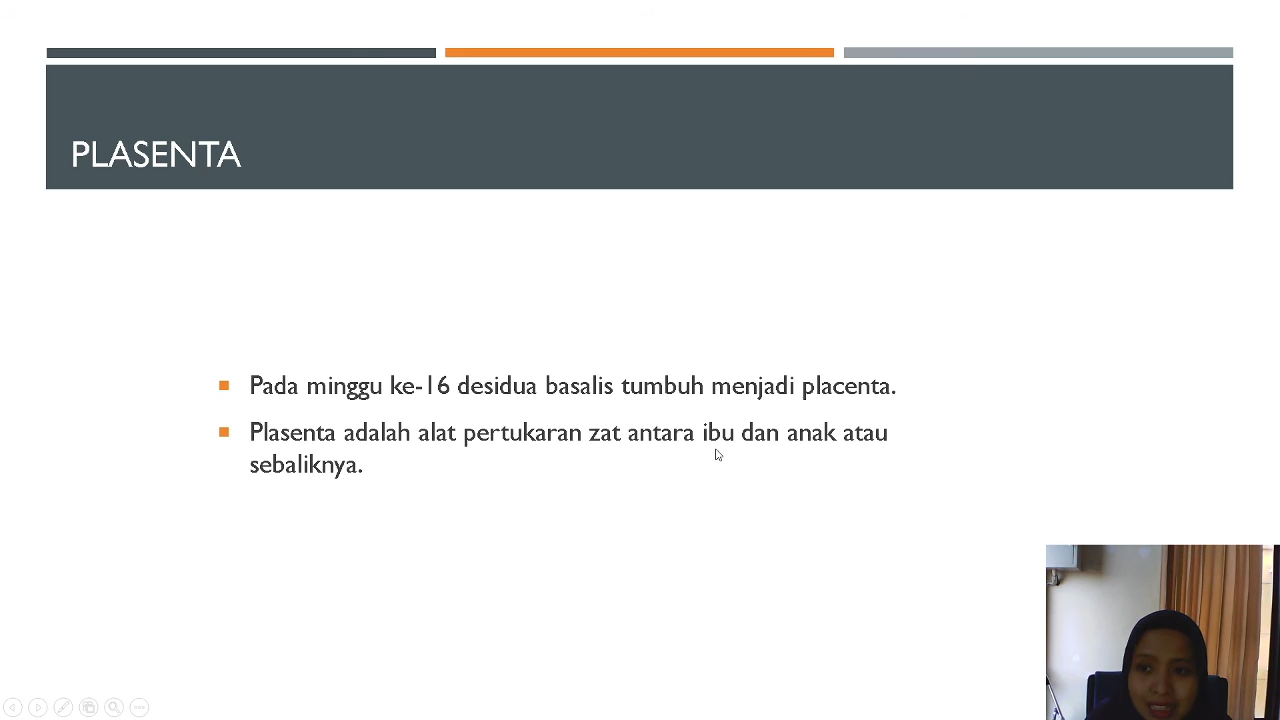 PLASENTA
Pada minggu ke-16 desidua basalis tumbuh menjadi placenta.
Plasenta adalah alat pertukaran zat antara ibu dan anak atau
sebaliknya.